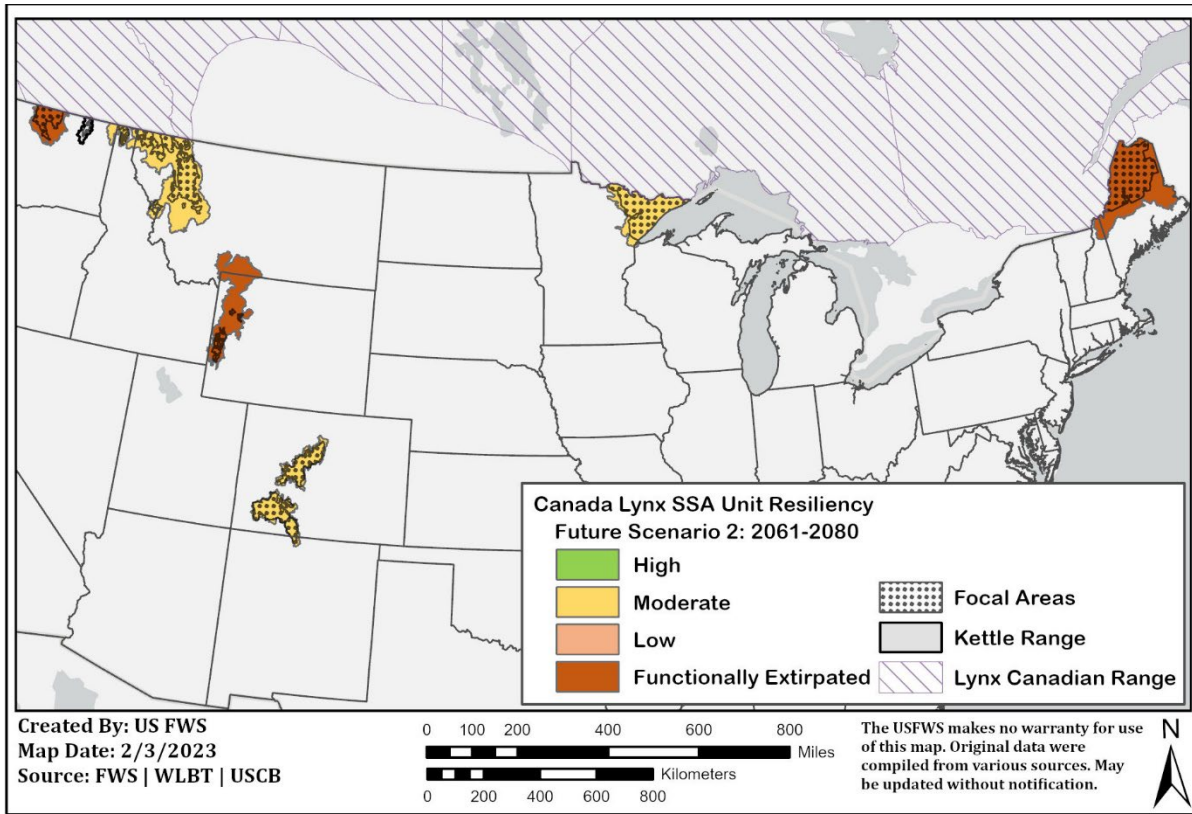 Canada Lynx SSA Unit Resiliency
Future Scenario 2: 2061-2080
High
Moderate
Low
Functionally Extirpated
Focal Areas
Kettle Range
Lynx Canadian Range
Created By: US FWS
Map Date: 2/3/2023
Source: FWS | WLBT | USCB
0 100 200 400 600 800
Miles
Kilometers
0 200 400 600 800
The USFWS makes no warranty for use
of this map. Original data were
compiled from various sources. May
be updated without notification.
N